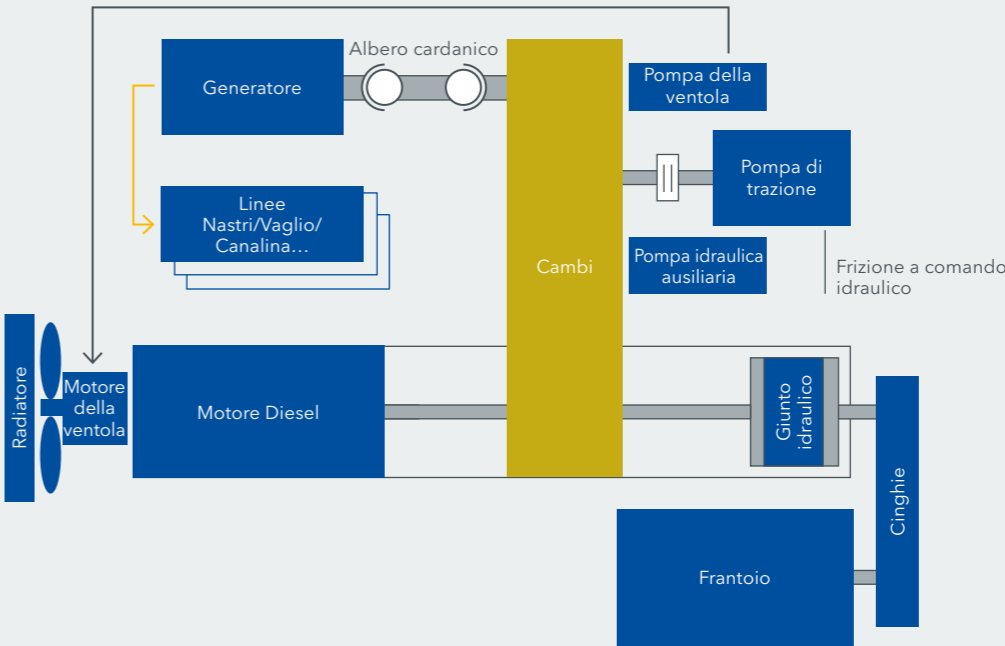 Albero cardanico
Generatore
Pompa della
ventola
Pompa di
trazione
Linee
Nastri/Vaglio/
Canalina…
Cambi
Pompa idraulica
ausiliaria
Frizione a comando
idraulico
Radiatore
Motore
della
ventola
Motore Diesel
Giunto
idraulico
Cinghie
Frantoio